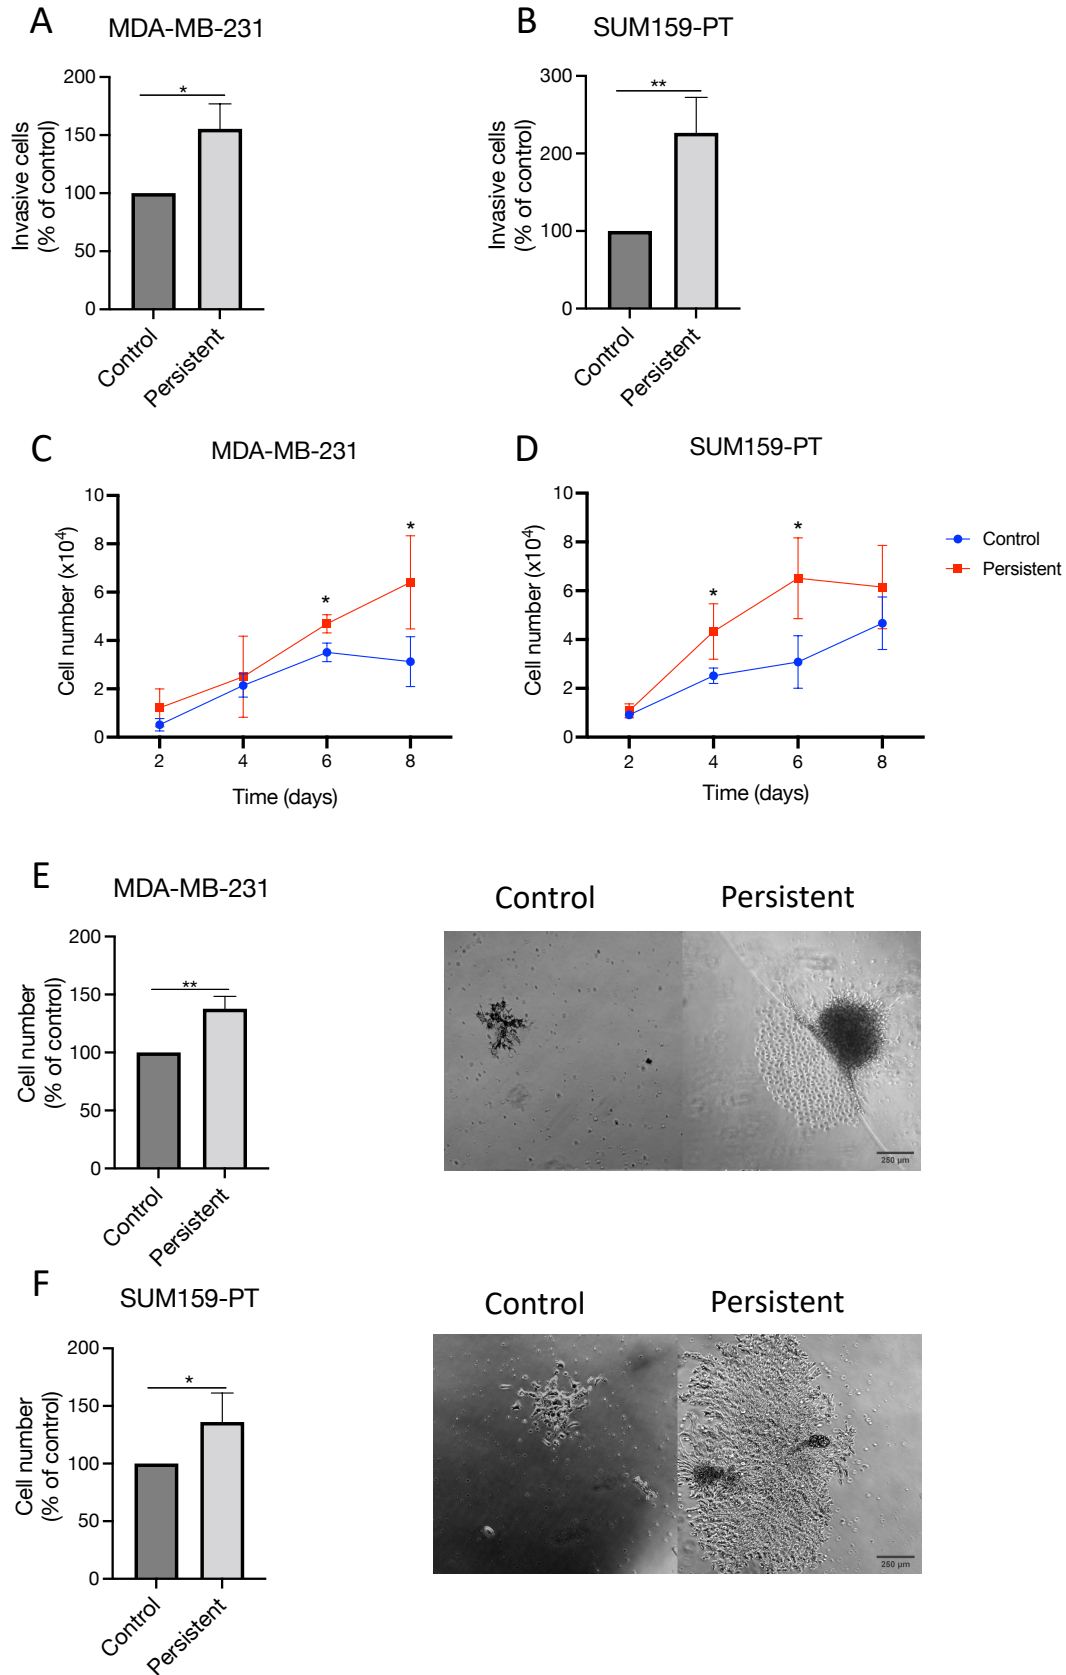 A
MDA-MB-231
200
150
100
50
0
Invasive cells
(% of control)
*
Control
Persistent
B
SUM159-PT
300
200
100
0
Invasive cells
(% of control)
**
Control
Persistent
C
MDA-MB-231
10
8
6
4
2
0
Cell number (x10⁴)
*
*
2
4
6
8
Time (days)
D
SUM159-PT
10
8
6
4
2
0
Cell number (x10⁴)
*
*
2
4
6
8
Time (days)
Control
Persistent
E
MDA-MB-231
200
150
100
50
0
Cell number
(% of control)
**
Control
Persistent
Control
Persistent
250 µm
F
SUM159-PT
200
150
100
50
0
Cell number
(% of control)
*
Control
Persistent
Control
Persistent
250 µm